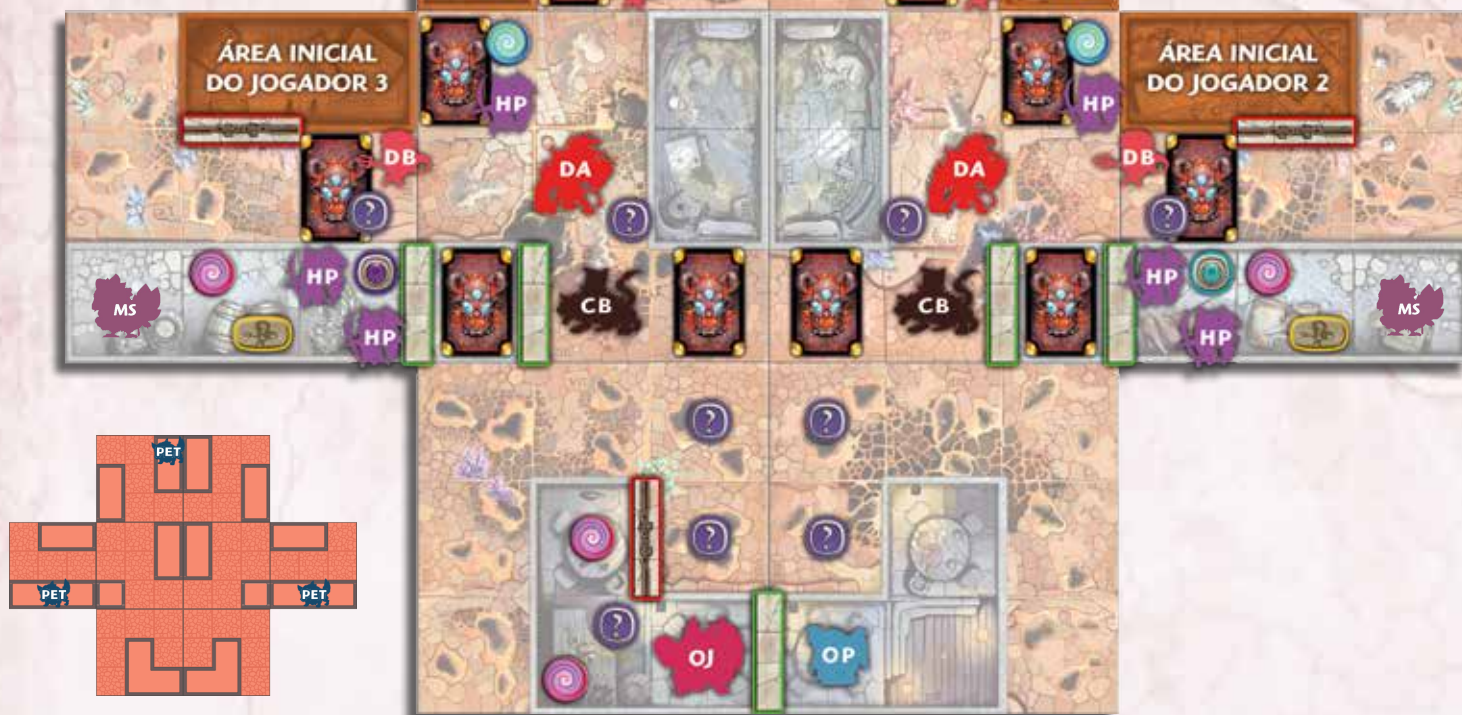 ÁREA INICIAL
DO JOGADOR 3
HP
HP
ÁREA INICIAL
DO JOGADOR 2
DB
DA
?
?
DA
?
DB
?
MS
HP
HP
CB
CB
HP
HP
MS
?
?
?
?
?
OJ
OP
PET
PET
PET